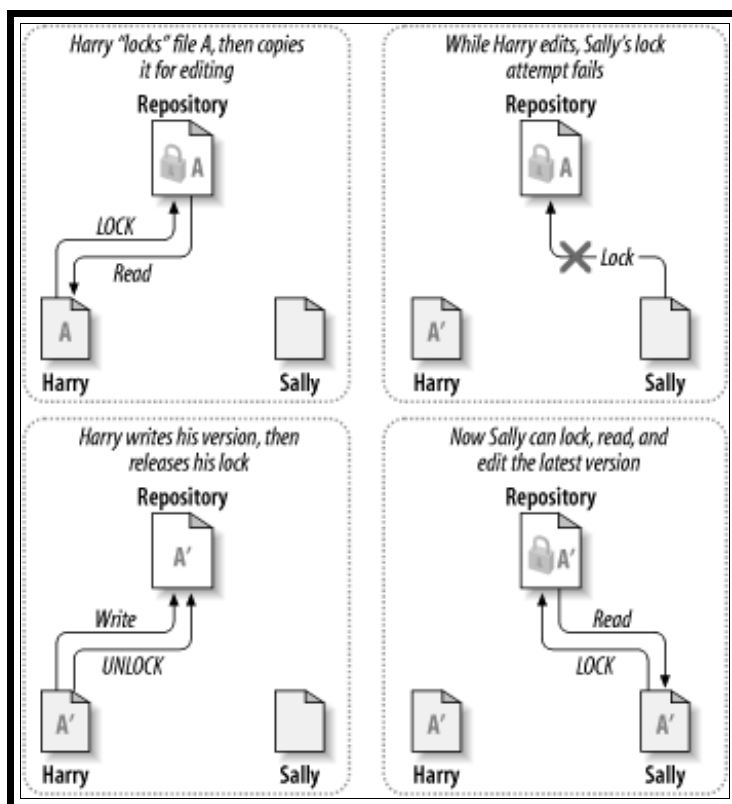 Harry “locks” file A, then copies
it for editing
Repository
A
LOCK
Read
A
Harry
Sally
While Harry edits, Sally’s lock
attempt fails
Repository
A
Lock
A′
Harry
Sally
Harry writes his version, then
releases his lock
Repository
A′
Write
UNLOCK
A′
Harry
Sally
Now Sally can lock, read, and
edit the latest version
Repository
A′
Read
LOCK
A′
A′
Harry
Sally